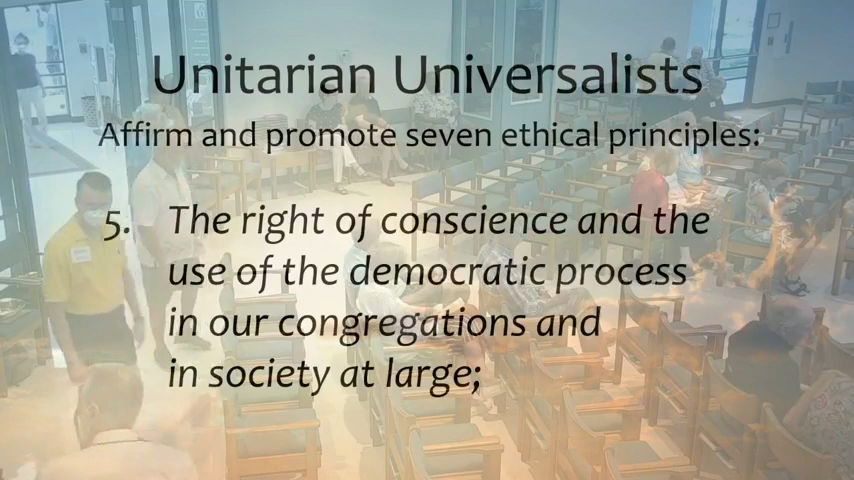 Unitarian Universalists
Affirm and promote seven ethical principles:
5. The right of conscience and the
use of the democratic process
in our congregations and
in society at large;